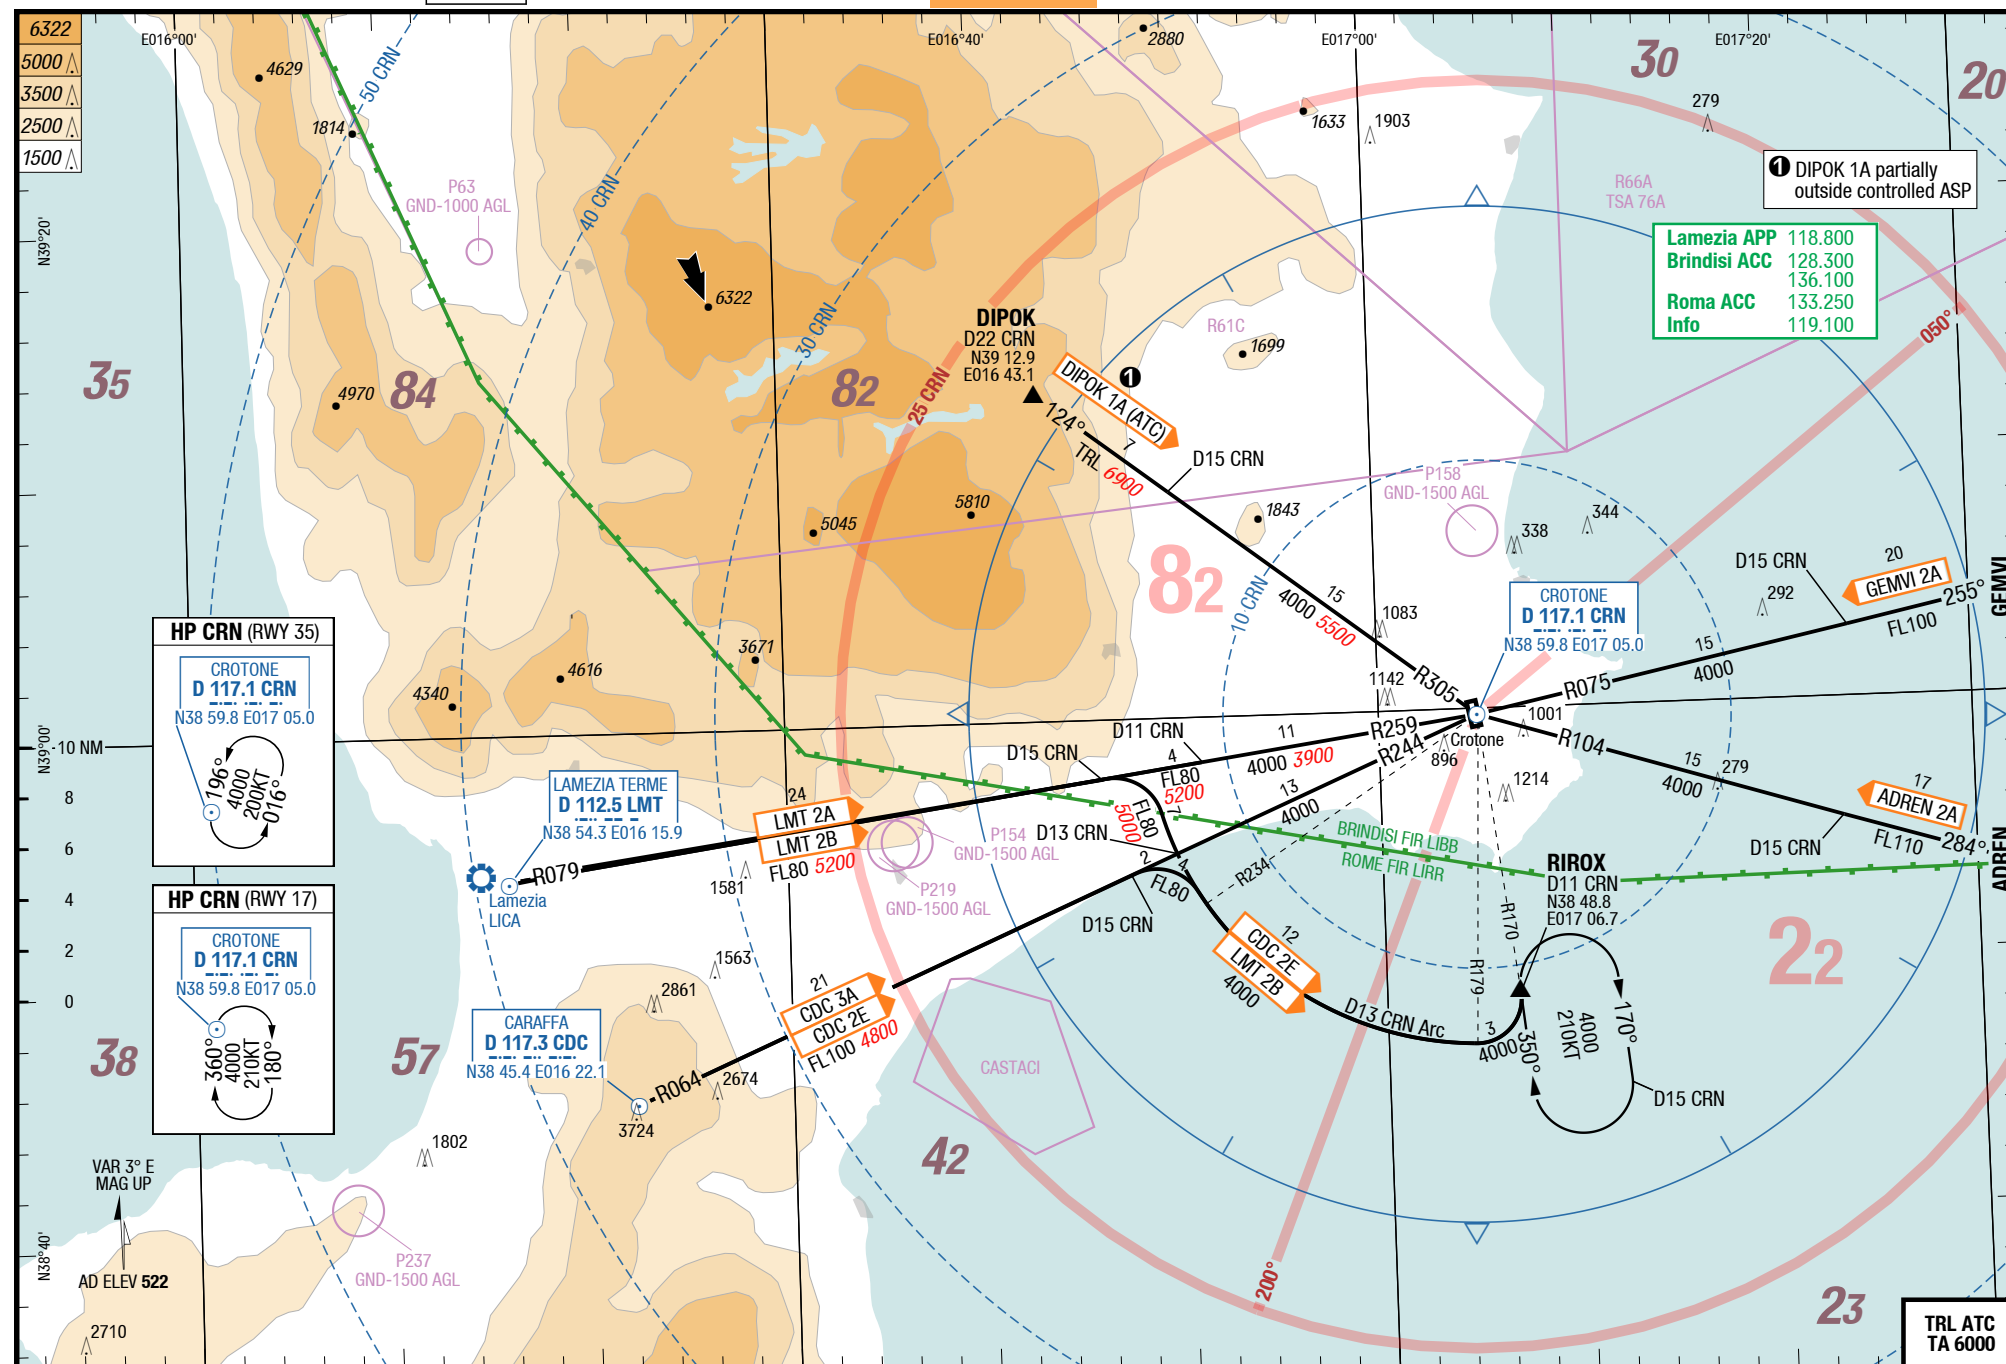 6322
5000
3500
2500
1500
E016°00'
E016°40'
E017°00'
E017°20'
4629
50 CRN
1814
2880
30
20
1633
1903
279
P63
GND-1000 AGL
40 CRN
R66A
TSA 76A
❶ DIPOK 1A partially
outside controlled ASP
N39°20'
Lamezia APP 118.800
Brindisi ACC 128.300
136.100
Roma ACC 133.250
Info 119.100
6322
30 CRN
DIPOK
D22 CRN
N39 12.9
E016 43.1
R61C
1699
050°
35
84
82
4970
25 CRN
❶
DIPOK 1A (ATC)
124°
7
TRL 6900
D15 CRN
P158
GND-1500 AGL
5810
5045
1843
338
344
82
10 CRN
15
4000 5500
1083
CROTONE
D 117.1 CRN
N38 59.8 E017 05.0
D15 CRN
20
GEMVI 2A
255°
FL100
GEMVI
292
HP CRN (RWY 35)
CROTONE
D 117.1 CRN
N38 59.8 E017 05.0
196°
4000
200KT
016°
3671
4616
4340
1142
R305
R075
15
4000
N39°00'
10 NM
8
6
4
2
0
D15 CRN
D11 CRN
4
FL80
5200
11
4000 3900
R259
R244
Crotone
896
1001
R104
15
4000
279
1214
LAMEZIA TERME
D 112.5 LMT
N38 54.3 E016 15.9
24
LMT 2A
LMT 2B
FL80 5200
R079
1581
Lamezia
LICA
P154
GND-1500 AGL
P219
GND-1500 AGL
5000
FL80
7
D13 CRN
13
4000
2
4
FL80
D15 CRN
R234
BRINDISI FIR LIBB
ROME FIR LIRR
17
ADREN 2A
D15 CRN
FL110
284°
ADREN
RIROX
D11 CRN
N38 48.8
E017 06.7
R170
R179
HP CRN (RWY 17)
CROTONE
D 117.1 CRN
N38 59.8 E017 05.0
360°
4000
210KT
180°
1563
2861
21
CDC 3A
CDC 2E
FL100 4800
12
CDC 2E
LMT 2B
4000
D13 CRN Arc
3
4000
350°
4000
210KT
170°
D15 CRN
22
CARAFFA
D 117.3 CDC
N38 45.4 E016 22.1
R064
2674
3724
38
57
CASTACI
42
1802
VAR 3° E
MAG UP
AD ELEV 522
P237
GND-1500 AGL
N38°40'
2710
200°
23
TRL ATC
TA 6000